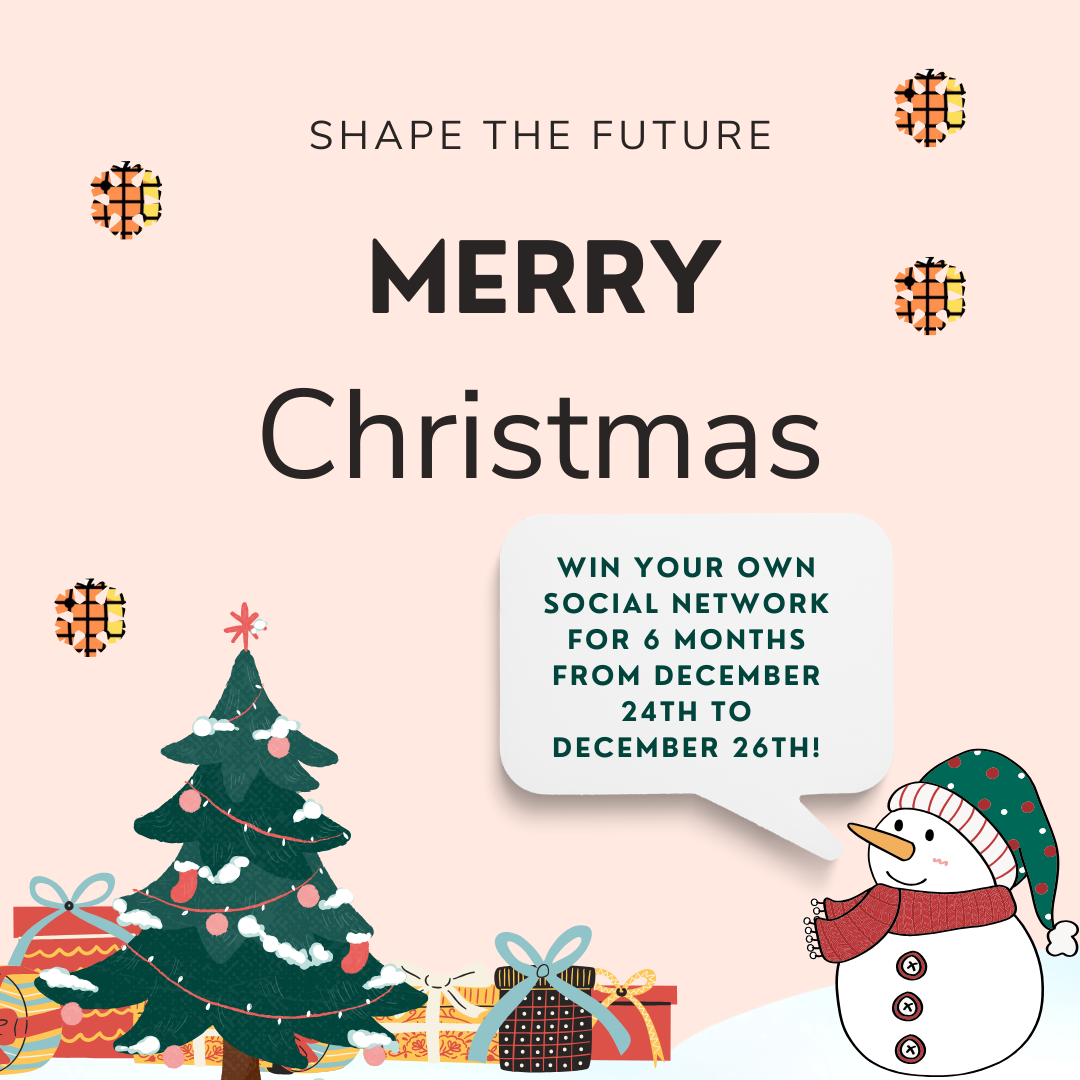 SHAPE THE FUTURE
MERRY
Christmas
WIN YOUR OWN
SOCIAL NETWORK
FOR 6 MONTHS
FROM DECEMBER
24TH TO
DECEMBER 26TH!